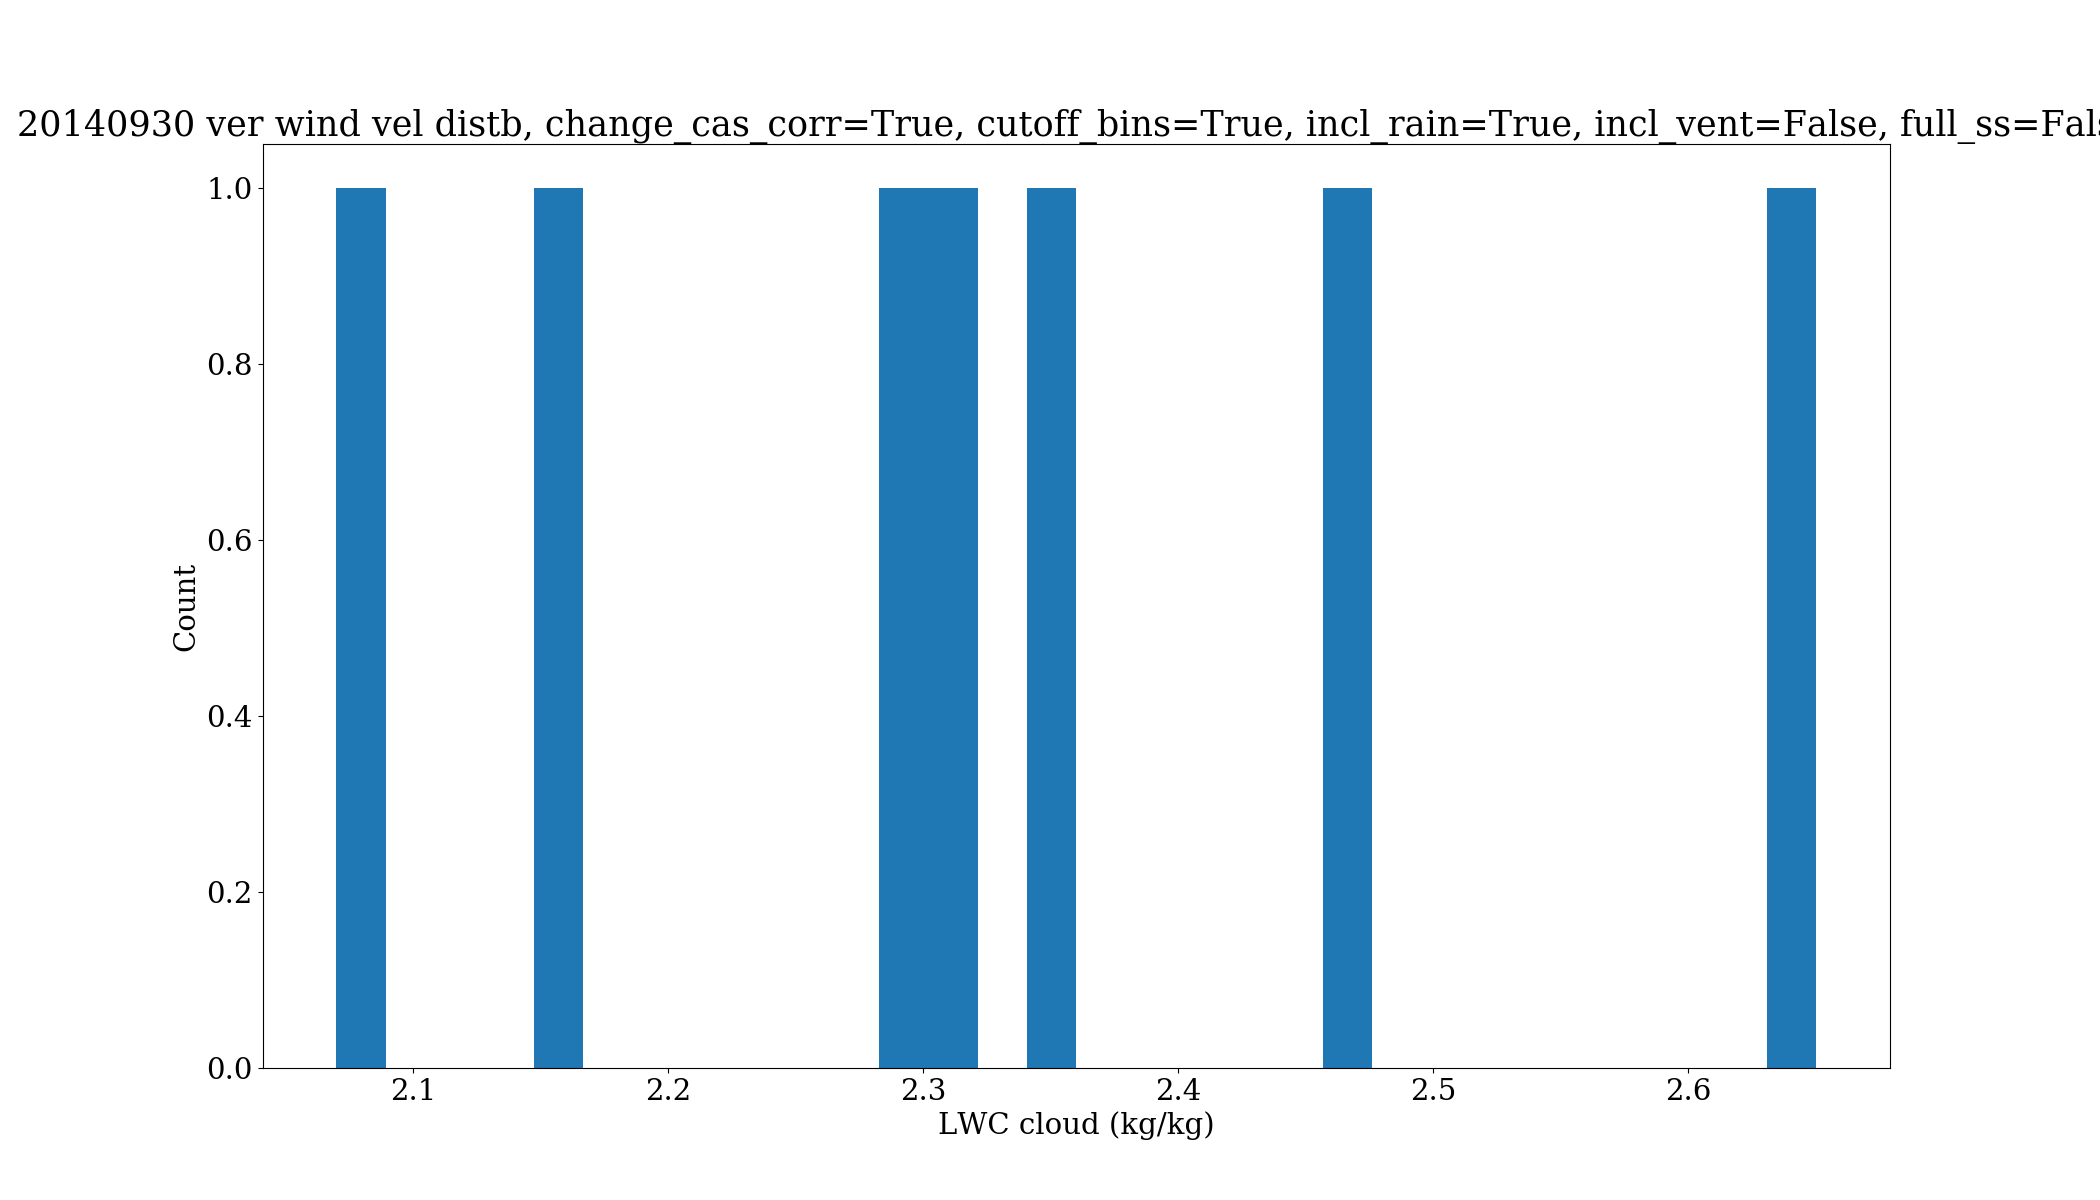 20140930 ver wind vel distb, change_cas_corr=True, cutoff_bins=True, incl_rain=True, incl_vent=False, full_ss=Fals
1.0
0.8
0.6
0.4
0.2
0.0
Count
2.1 2.2 2.3 2.4 2.5 2.6
LWC cloud (kg/kg)